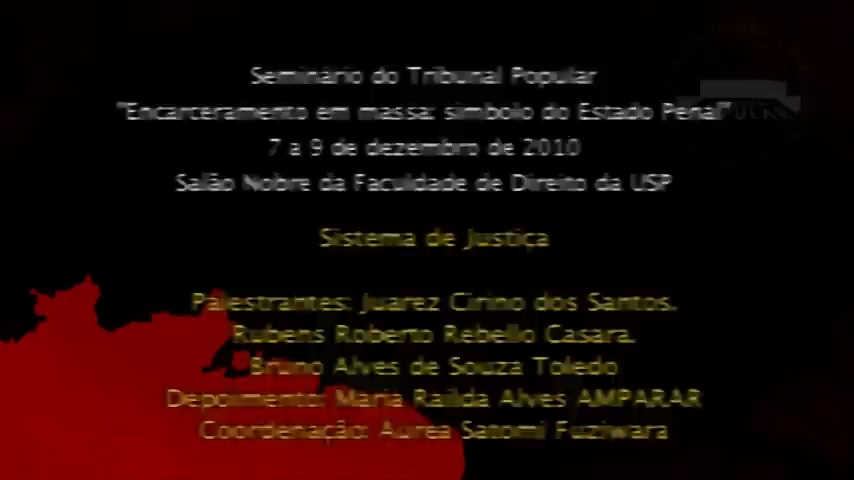 Seminário do Tribunal Popular
"Encarceramento em massa: símbolo do Estado Penal"
7 a 9 de dezembro de 2010
Salão Nobre da Faculdade de Direito da USP
Sistema de Justiça
Palestrantes: Juarez Cirino dos Santos.
Rubens Roberto Rebello Casara.
Bruno Alves de Souza Toledo
Depoimento: Maria Railda Alves AMPARAR
Coordenação: Aurea Satomi Fuziwara